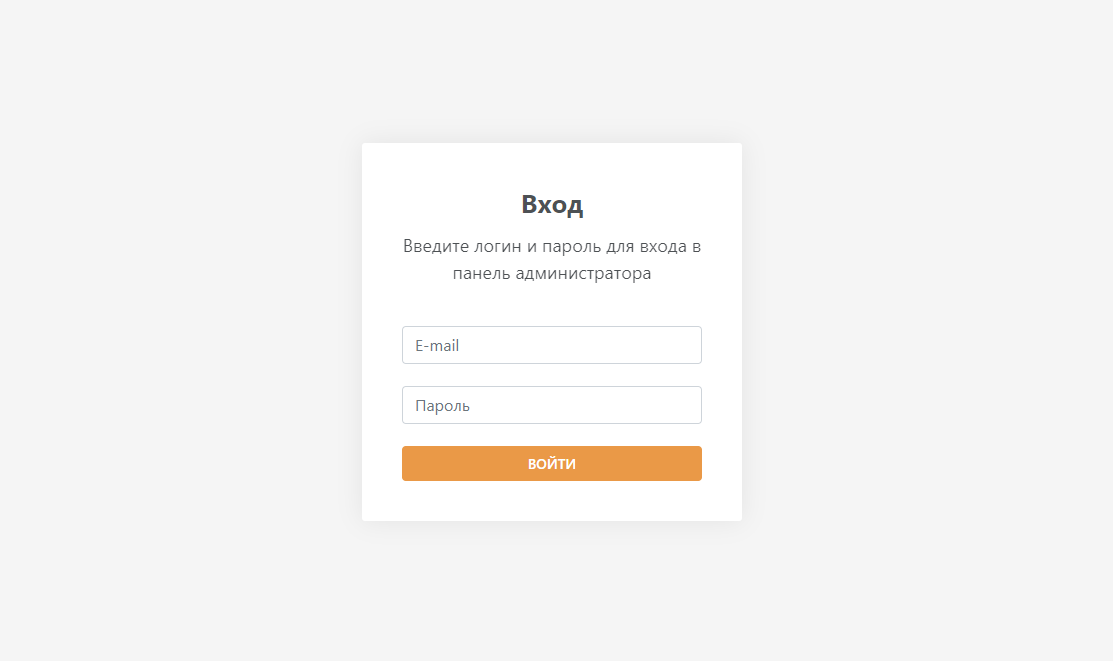 Вход
Введите логин и пароль для входа в
панель администратора
E-mail
Пароль
ВОЙТИ